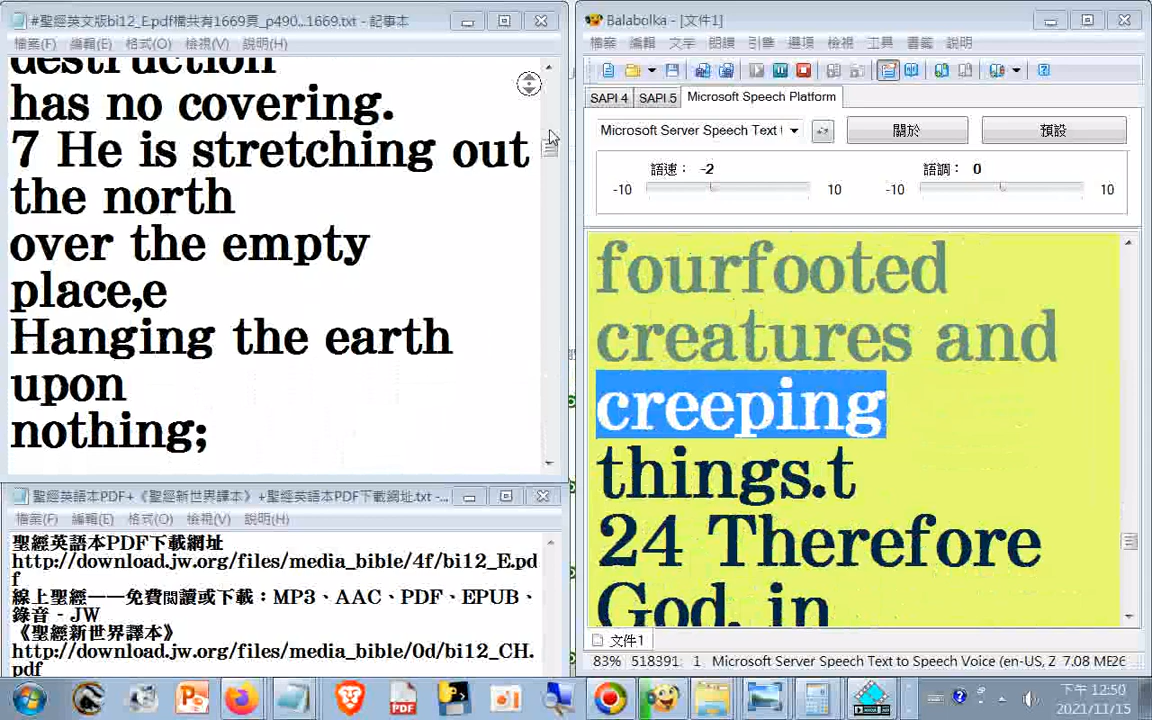 #聖經英文版bi12_E.pdf檔共有1669頁_p490,..1669.txt - 記事本
檔案(F) 編輯(E) 格式(O) 檢視(V) 說明(H)
destruction
has no covering.
7 He is stretching out
the north
over the empty
place,e
Hanging the earth
upon
nothing;
聖經英語本PDF+《聖經新世界譯本》+聖經英語本PDF下載網址.txt -...
檔案(F) 編輯(E) 格式(O) 檢視(V) 說明(H)
聖經英語本PDF下載網址
http://download.jw.org/files/media_bible/4f/bi12_E.pd
f
線上聖經——免費閱讀或下載：MP3、AAC、PDF、EPUB、
錄音 - JW
《聖經新世界譯本》
http://download.jw.org/files/media_bible/0d/bi12_CH.
pdf
Balabolka - [文件1]
檔案 編輯 文字 朗讀 引擎 選項 檢視 工具 書籤 說明
SAPI 4 SAPI 5 Microsoft Speech Platform
Microsoft Server Speech Text 關於 預設
語速： -2 語調： 0
-10 10 -10 10
fourfooted
creatures and
creeping
things.t
24 Therefore
God, in
文件1
83% 518391: 1 Microsoft Server Speech Text to Speech Voice (en-US, Z 7.08 ME26
PDF
下午 12:50
2021/11/15